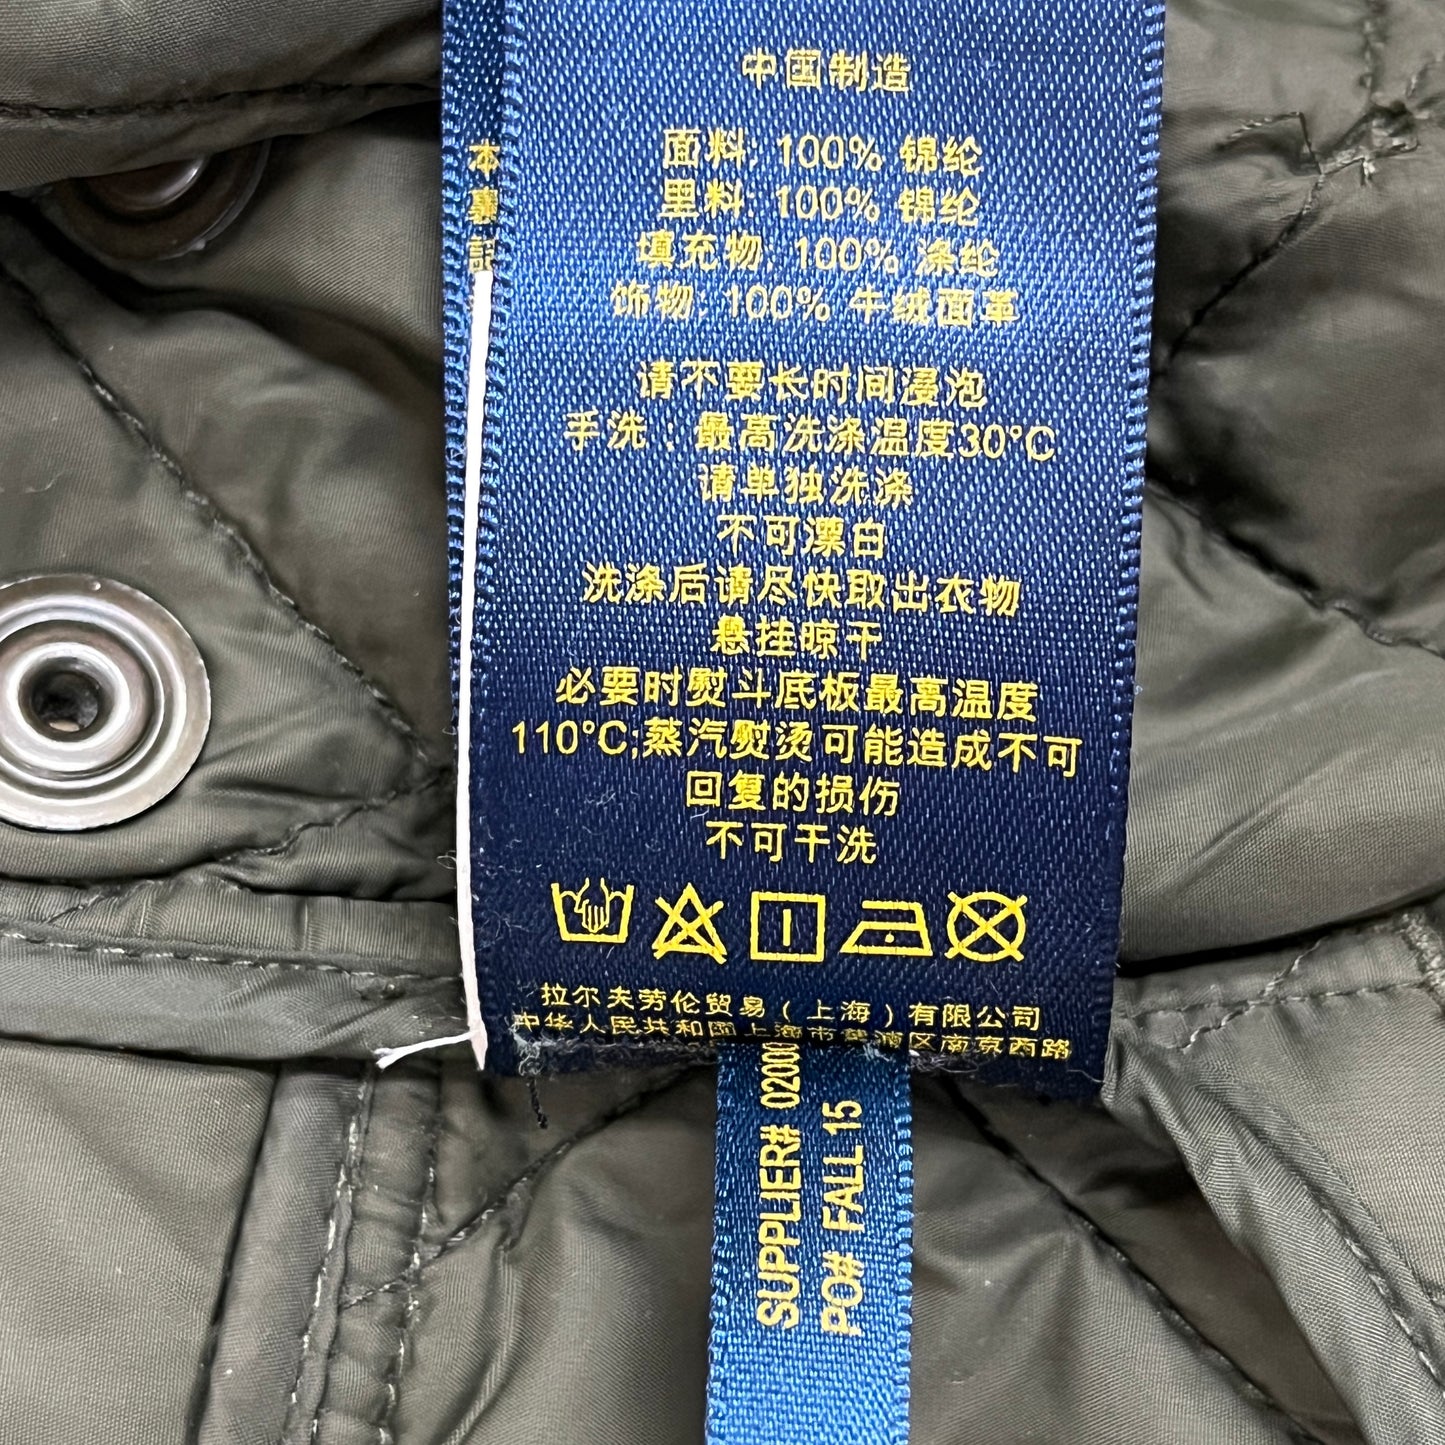 中国制造
面料: 100% 锦纶
里料: 100% 锦纶
填充物: 100% 涤纶
饰物: 100% 牛绒面革
请不要长时间浸泡
手洗：最高洗涤温度30°C
请单独洗涤
不可漂白
洗涤后请尽快取出衣物
悬挂晾干
必要时熨斗底板最高温度
110°C;蒸汽熨烫可能造成不可
回复的损伤
不可干洗
拉尔夫劳伦贸易（上海）有限公司
中华人民共和国上海市黄浦区南京西路
本
SUPPLIER#
PO# FALL 15